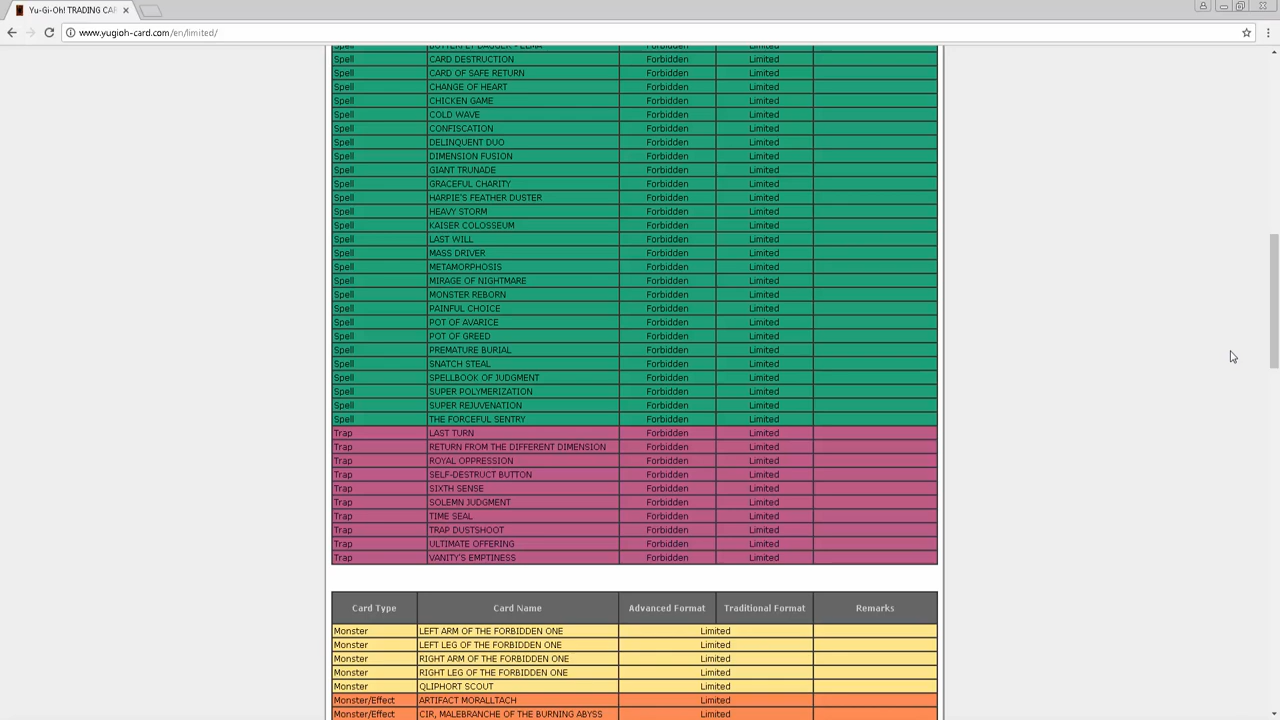 Yu-Gi-Oh! TRADING CAR
www.yugioh-card.com/en/limited/
Spell BUTTERFLY DAGGER - ELMA Forbidden Limited
Spell CARD DESTRUCTION Forbidden Limited
Spell CARD OF SAFE RETURN Forbidden Limited
Spell CHANGE OF HEART Forbidden Limited
Spell CHICKEN GAME Forbidden Limited
Spell COLD WAVE Forbidden Limited
Spell CONFISCATION Forbidden Limited
Spell DELINQUENT DUO Forbidden Limited
Spell DIMENSION FUSION Forbidden Limited
Spell GIANT TRUNADE Forbidden Limited
Spell GRACEFUL CHARITY Forbidden Limited
Spell HARPIE'S FEATHER DUSTER Forbidden Limited
Spell HEAVY STORM Forbidden Limited
Spell KAISER COLOSSEUM Forbidden Limited
Spell LAST WILL Forbidden Limited
Spell MASS DRIVER Forbidden Limited
Spell METAMORPHOSIS Forbidden Limited
Spell MIRAGE OF NIGHTMARE Forbidden Limited
Spell MONSTER REBORN Forbidden Limited
Spell PAINFUL CHOICE Forbidden Limited
Spell POT OF AVARICE Forbidden Limited
Spell POT OF GREED Forbidden Limited
Spell PREMATURE BURIAL Forbidden Limited
Spell SNATCH STEAL Forbidden Limited
Spell SPELLBOOK OF JUDGMENT Forbidden Limited
Spell SUPER POLYMERIZATION Forbidden Limited
Spell SUPER REJUVENATION Forbidden Limited
Spell THE FORCEFUL SENTRY Forbidden Limited
Trap LAST TURN Forbidden Limited
Trap RETURN FROM THE DIFFERENT DIMENSION Forbidden Limited
Trap ROYAL OPPRESSION Forbidden Limited
Trap SELF-DESTRUCT BUTTON Forbidden Limited
Trap SIXTH SENSE Forbidden Limited
Trap SOLEMN JUDGMENT Forbidden Limited
Trap TIME SEAL Forbidden Limited
Trap TRAP DUSTSHOOT Forbidden Limited
Trap ULTIMATE OFFERING Forbidden Limited
Trap VANITY'S EMPTINESS Forbidden Limited
Card Type Card Name Advanced Format Traditional Format Remarks
Monster LEFT ARM OF THE FORBIDDEN ONE Limited
Monster LEFT LEG OF THE FORBIDDEN ONE Limited
Monster RIGHT ARM OF THE FORBIDDEN ONE Limited
Monster RIGHT LEG OF THE FORBIDDEN ONE Limited
Monster QLIPHORT SCOUT Limited
Monster/Effect ARTIFACT MORALLTACH Limited
Monster/Effect CIR, MALEBRANCHE OF THE BURNING ABYSS Limited